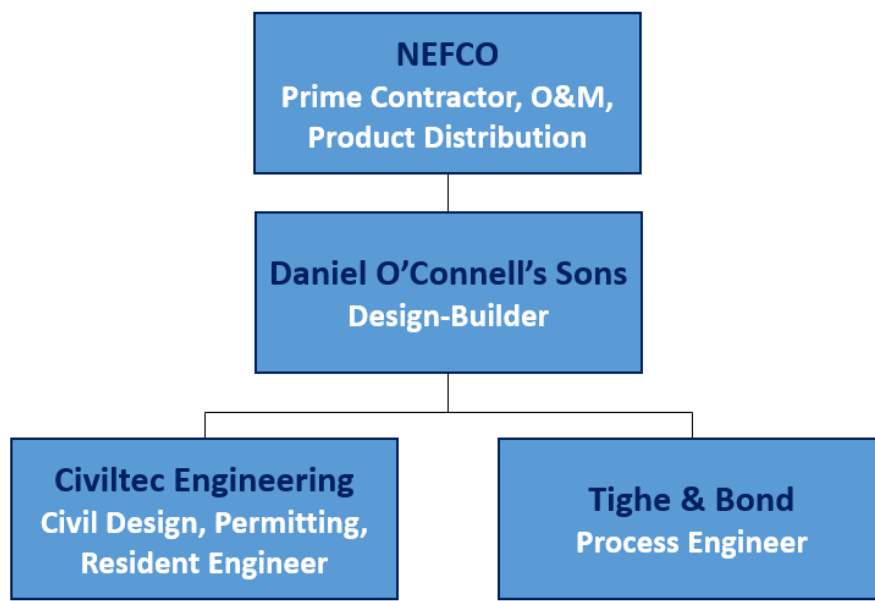 NEFCO
Prime Contractor, O&M,
Product Distribution
Daniel O’Connell’s Sons
Design-Builder
Civiltec Engineering
Civil Design, Permitting,
Resident Engineer
Tighe & Bond
Process Engineer